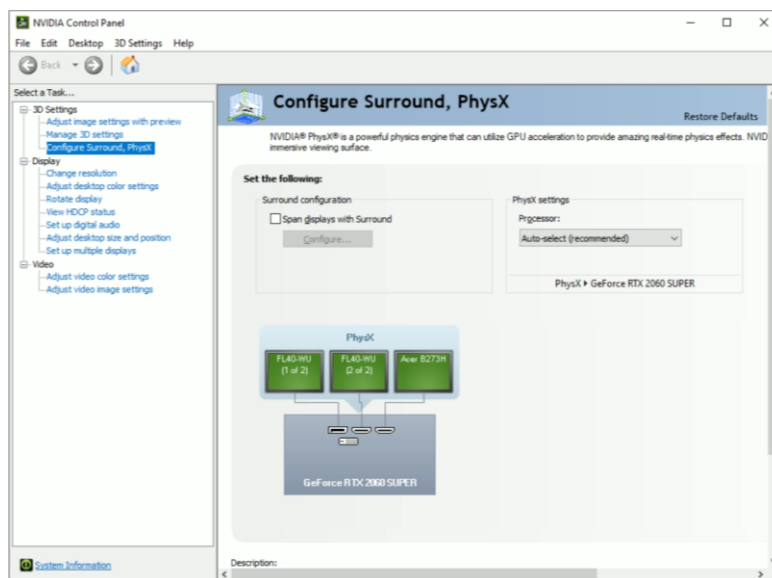 NVIDIA Control Panel
File Edit Desktop 3D Settings Help
Back
Select a Task...
3D Settings
Adjust image settings with preview
Manage 3D settings
Configure Surround, PhysX
Display
Change resolution
Adjust desktop color settings
Rotate display
View HDCP status
Set up digital audio
Adjust desktop size and position
Set up multiple displays
Video
Adjust video color settings
Adjust video image settings
System Information
Configure Surround, PhysX
Restore Defaults
NVIDIA® PhysX® is a powerful physics engine that can utilize GPU acceleration to provide amazing real-time physics effects. NVID
immersive viewing surface.
Set the following:
Surround configuration
Span displays with Surround
Configure...
PhysX settings
Processor:
Auto-select (recommended)
PhysX ▸ GeForce RTX 2060 SUPER
PhysX
FL40-WU
(1 of 2)
FL40-WU
(2 of 2)
Acer B273H
GeForce RTX 2060 SUPER
Description: